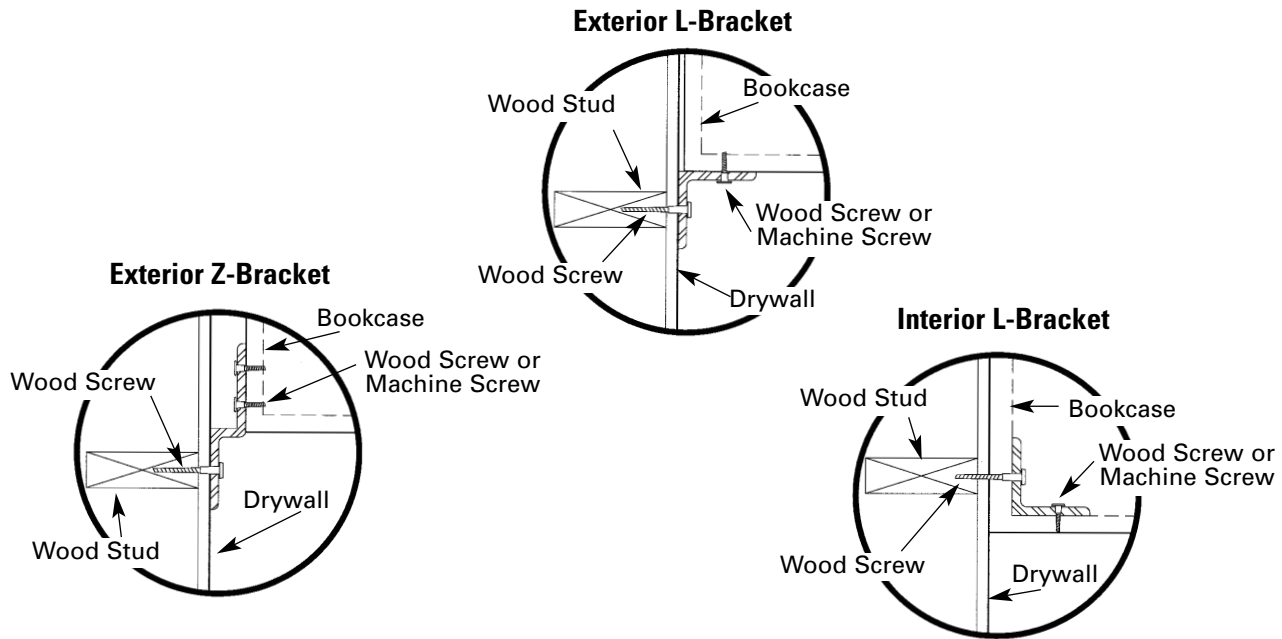 Exterior L-Bracket
Wood Stud
Bookcase
Wood Screw or
Machine Screw
Wood Screw
Drywall
Exterior Z-Bracket
Bookcase
Wood Screw or
Machine Screw
Wood Screw
Drywall
Wood Stud
Interior L-Bracket
Wood Stud
Bookcase
Wood Screw or
Machine Screw
Wood Screw
Drywall